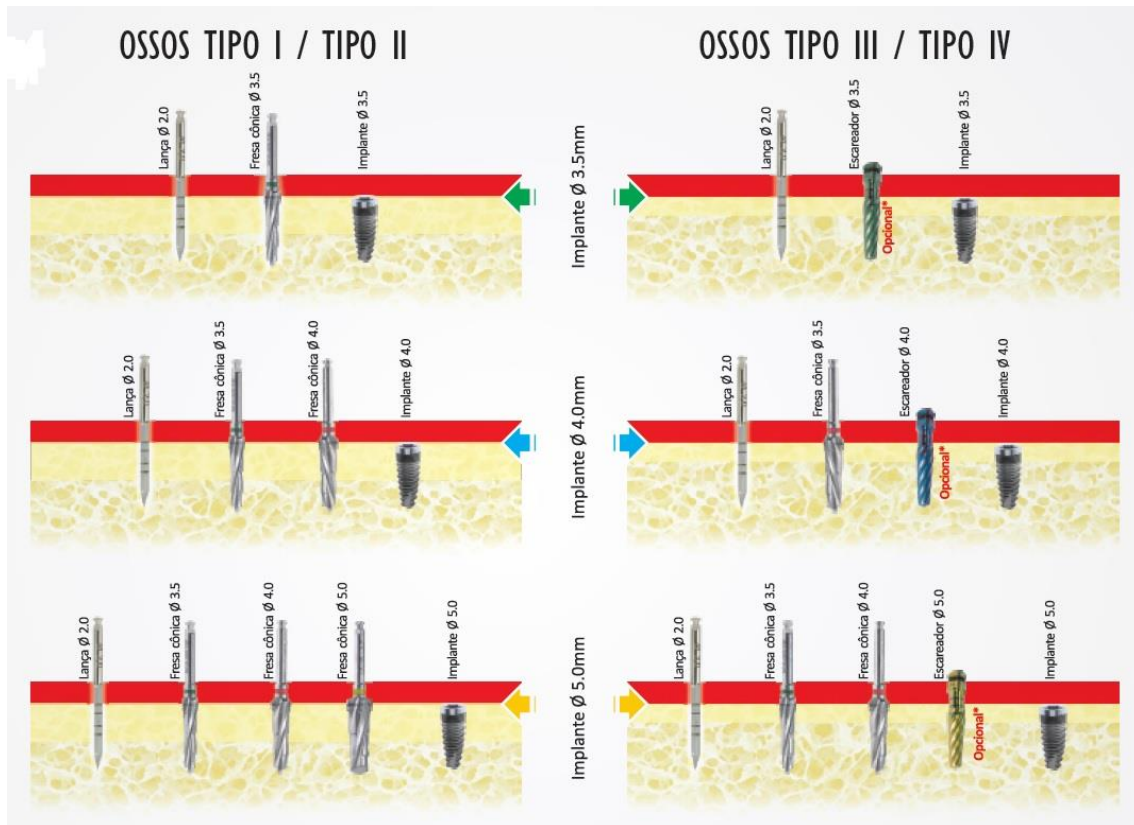 OSSOS TIPO I / TIPO II
OSSOS TIPO III / TIPO IV
Lança Ø 2.0
Fresa cônica Ø 3.5
Implante Ø 3.5
Implante Ø 3.5mm
Lança Ø 2.0
Escareador Ø 3.5
Opcional*
Implante Ø 3.5
Lança Ø 2.0
Fresa cônica Ø 3.5
Fresa cônica Ø 4.0
Implante Ø 4.0
Implante Ø 4.0mm
Lança Ø 2.0
Fresa cônica Ø 3.5
Escareador Ø 4.0
Opcional*
Implante Ø 4.0
Lança Ø 2.0
Fresa cônica Ø 3.5
Fresa cônica Ø 4.0
Fresa cônica Ø 5.0
Implante Ø 5.0
Implante Ø 5.0mm
Lança Ø 2.0
Fresa cônica Ø 3.5
Fresa cônica Ø 4.0
Escareador Ø 5.0
Opcional*
Implante Ø 5.0